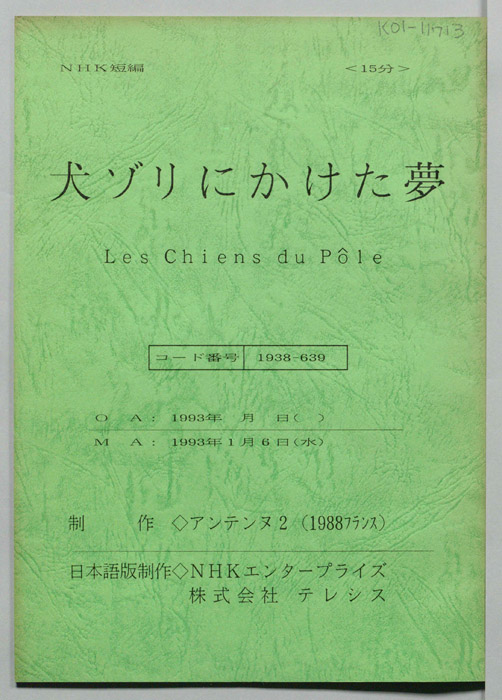 K01-11713
NHK短編 <15分>
犬ゾリにかけた夢
Les Chiens du Pôle
コード番号 1938-639
O A: 1993年 月 日( )
M A: 1993年1月6日(水)
制 作 ◇アンテンヌ2 (1988フランス)
日本語版制作◇NHKエンタープライズ
株式会社 テレシス